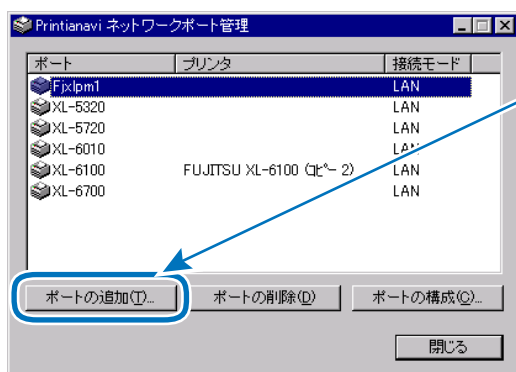 Printianavi ネットワークポート管理
ポート プリンタ 接続モード
Fjxlpm1 LAN
XL-5320 LAN
XL-5720 LAN
XL-6010 LAN
XL-6100 FUJITSU XL-6100 (コピー 2) LAN
XL-6700 LAN
ポートの追加(T)... ポートの削除(D) ポートの構成(C)...
閉じる